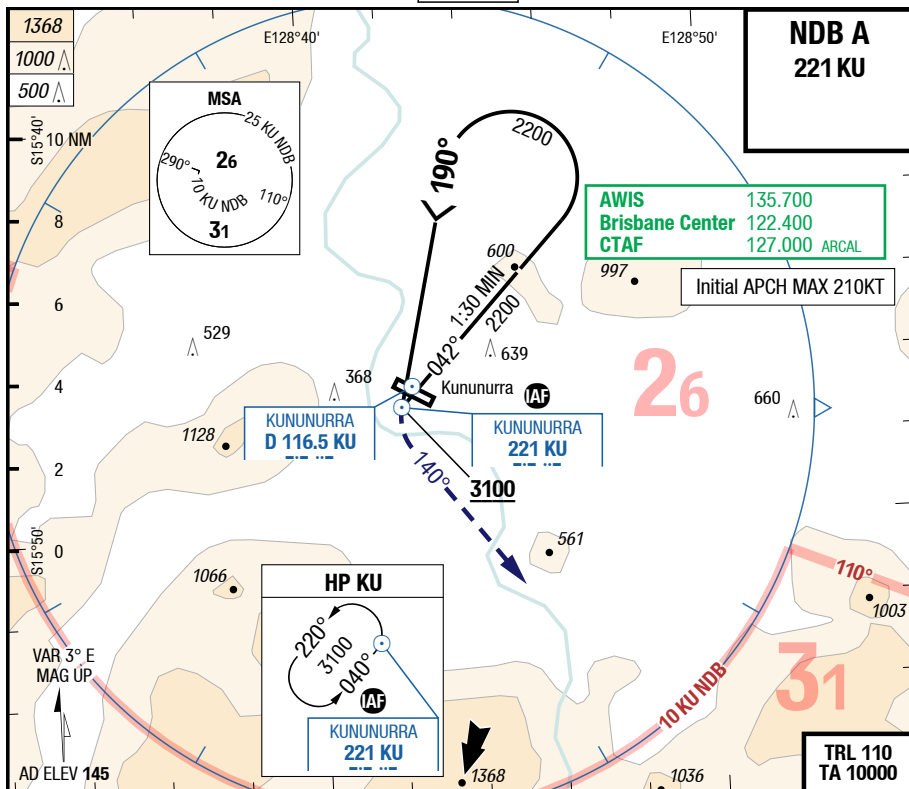 1368
1000
500
E128°40'
E128°50'
NDB A
221 KU
S15°40'
10 NM
8
6
4
2
0
S15°50'
MSA
25 KU NDB
26
290°
10 KU NDB
110°
31
190°
2200
AWIS 135.700
Brisbane Center 122.400
CTAF 127.000 ARCAL
Initial APCH MAX 210KT
600
997
1:30 MIN
2200
042°
529
639
368
Kununurra
IAF
26
660
KUNUNURRA
D 116.5 KU
KUNUNURRA
221 KU
1128
140°
3100
561
1066
110°
1003
HP KU
220°
3100
040°
IAF
KUNUNURRA
221 KU
31
10 KU NDB
VAR 3° E
MAG UP
AD ELEV 145
1368
1036
TRL 110
TA 10000